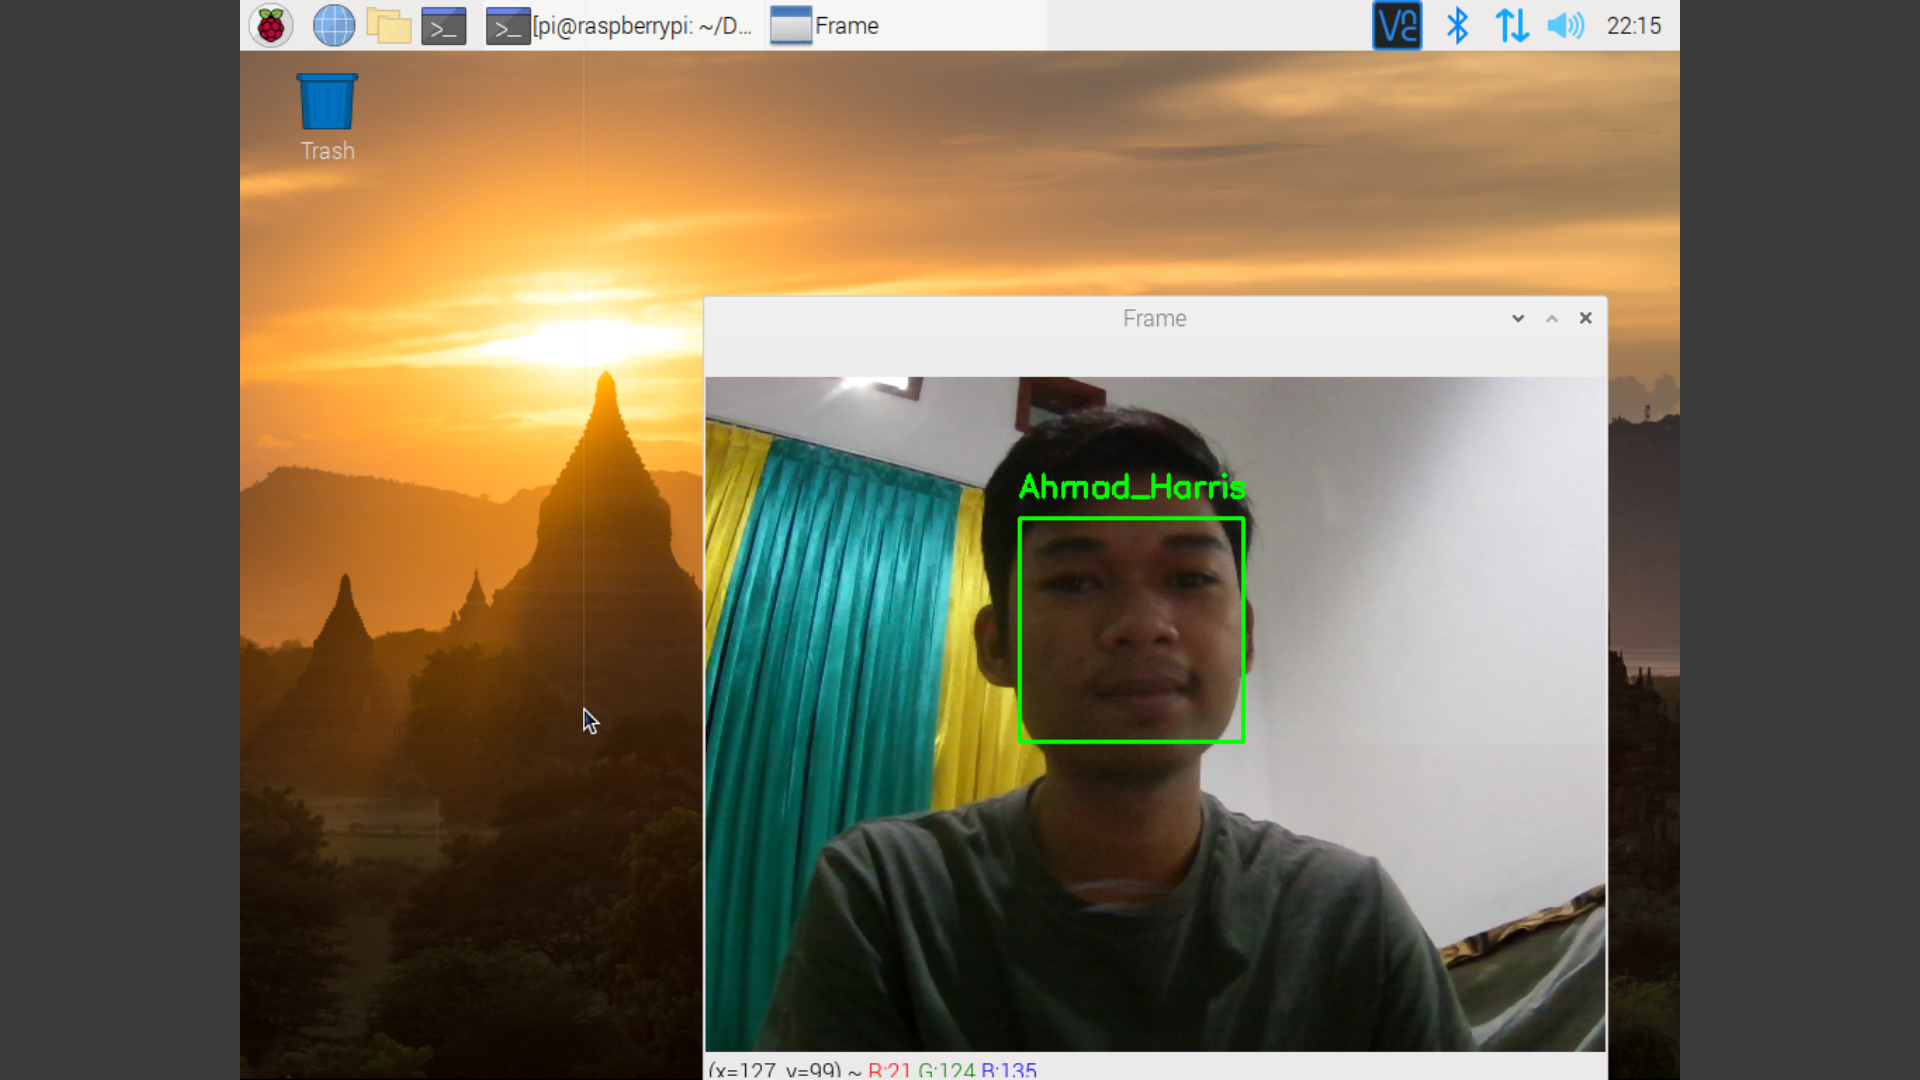 [pi@raspberrypi: ~/D...
Frame
22:15
Trash
Frame
Ahmad_Harris
(x=127, y=99) ~ R:21 G:124 B:135